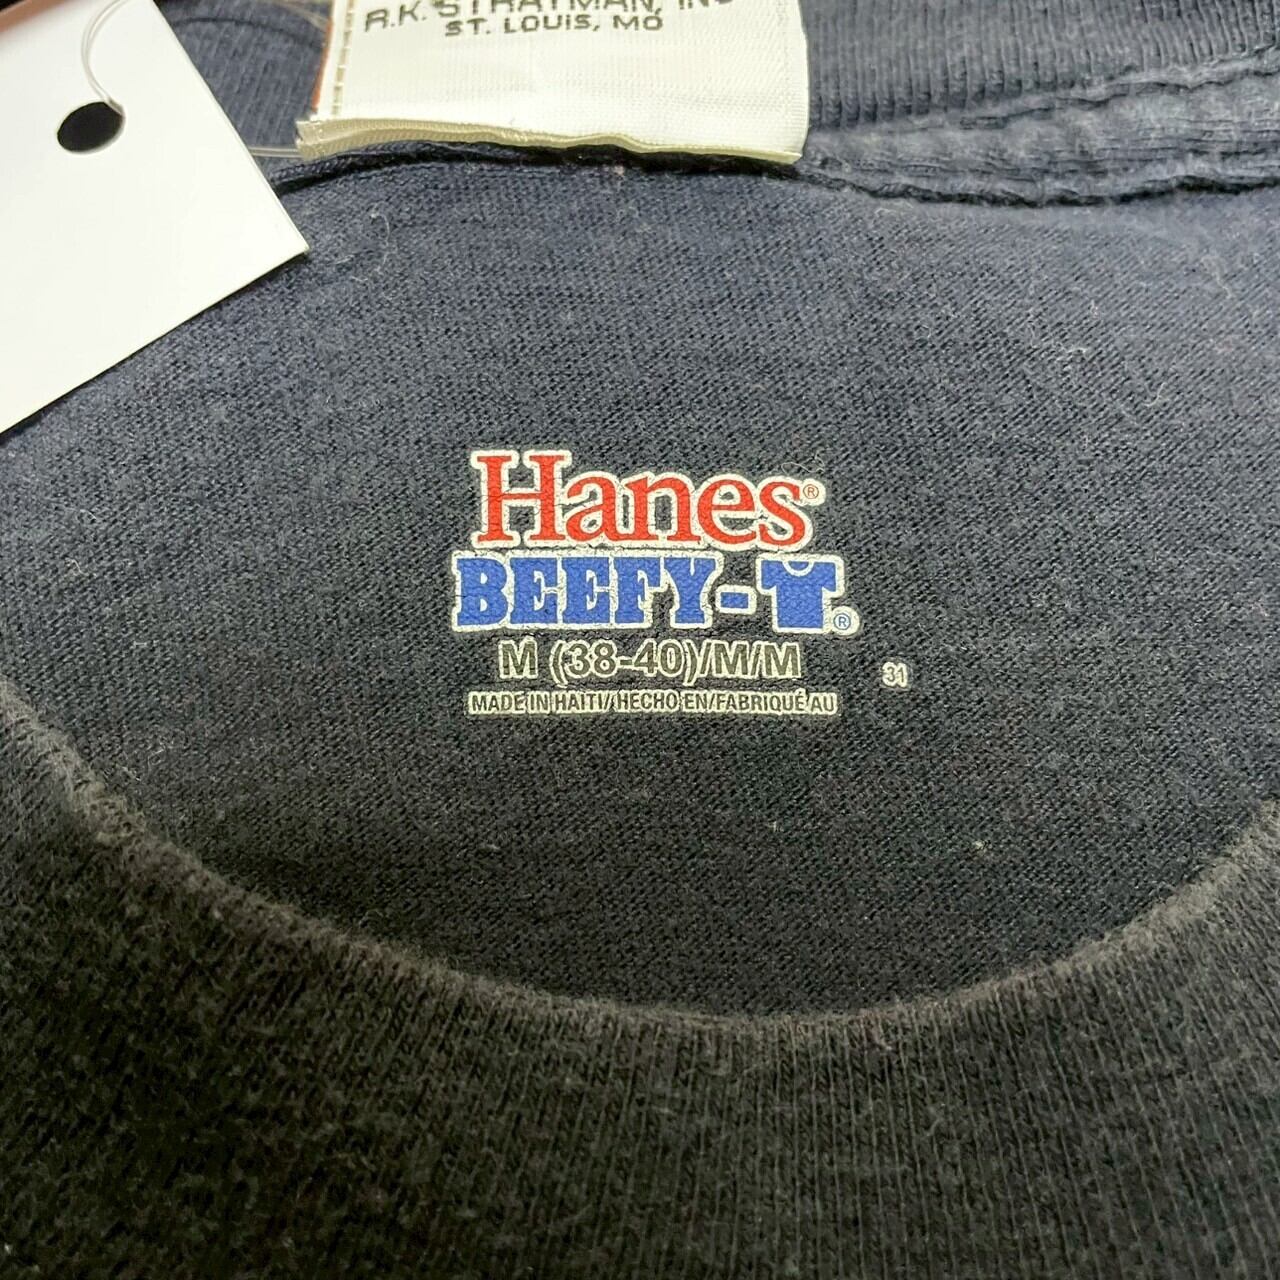 R.K. STRATMAN, INC
ST. LOUIS, MO
Hanes®
BEEFY-T®
M (38-40)/M/M
31
MADE IN HAITI/HECHO EN/FABRIQUÉ AU